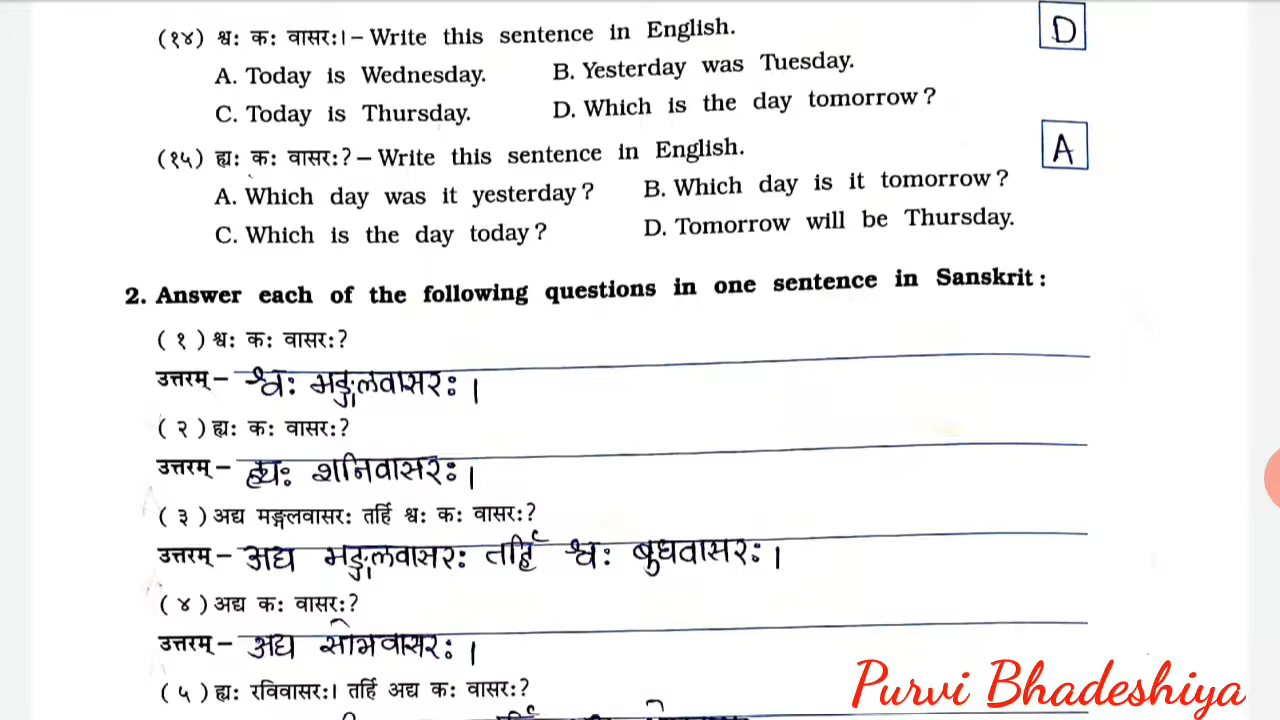 (१४) श्वः कः वासरः।– Write this sentence in English.
D
A. Today is Wednesday. B. Yesterday was Tuesday.
C. Today is Thursday. D. Which is the day tomorrow?
(१५) ह्यः कः वासरः?– Write this sentence in English.
A
A. Which day was it yesterday? B. Which day is it tomorrow?
C. Which is the day today? D. Tomorrow will be Thursday.
2. Answer each of the following questions in one sentence in Sanskrit :
(१) श्वः कः वासरः?
उत्तरम् – श्वः मङ्गलवासरः।
(२) ह्यः कः वासरः?
उत्तरम् – ह्यः शनिवासरः।
(३) अद्य मङ्गलवासरः तर्हि श्वः कः वासरः?
उत्तरम् – अद्य मङ्गलवासरः तर्हि श्वः बुधवासरः।
(४) अद्य कः वासरः?
उत्तरम् – अद्य सोमवासरः।
(५) ह्यः रविवासरः। तर्हि अद्य कः वासरः?
Purvi Bhadeshiya